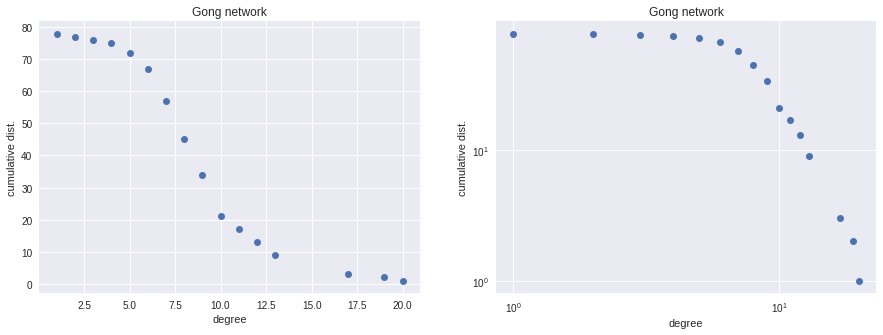 Gong network
80
70
60
50
40
30
20
10
0
cumulative dist.
2.5 5.0 7.5 10.0 12.5 15.0 17.5 20.0
degree
Gong network
10¹
10⁰
cumulative dist.
10⁰ 10¹
degree